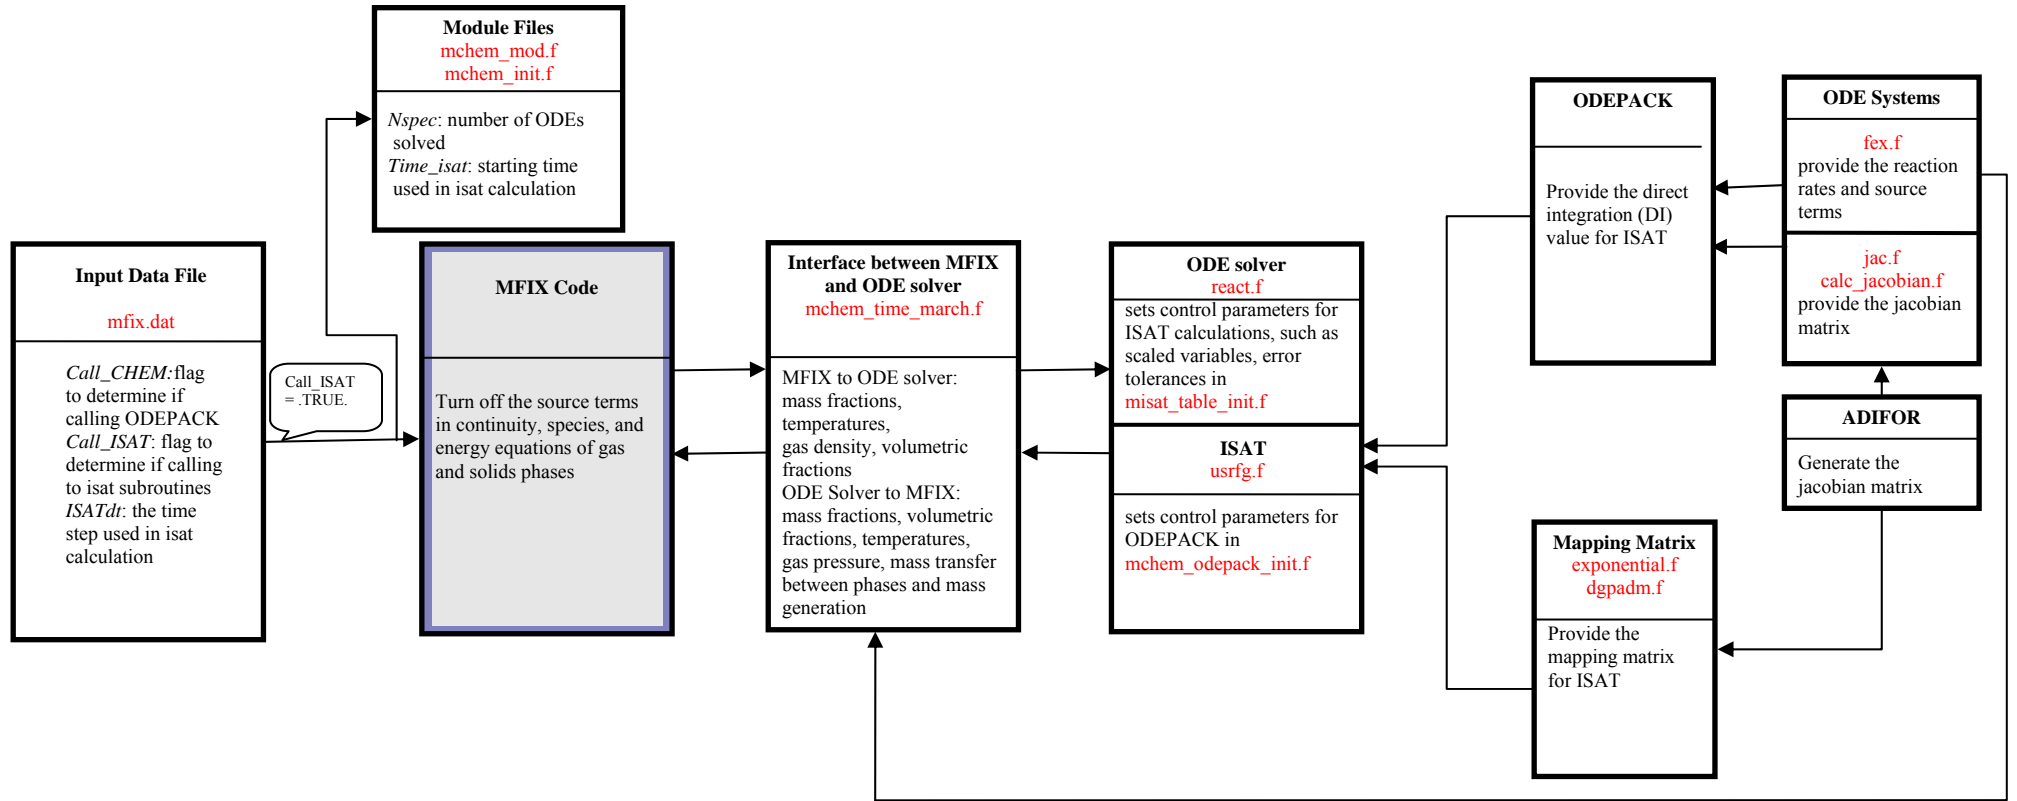 Module Files
mchem_mod.f
mchem_init.f
Nspec: number of ODEs
solved
Time_isat: starting time
used in isat calculation
Input Data File
mfix.dat
Call_CHEM:flag
to determine if
calling ODEPACK
Call_ISAT: flag to
determine if calling
to isat subroutines
ISATdt: the time
step used in isat
calculation
Call_ISAT
= .TRUE.
MFIX Code
Turn off the source terms
in continuity, species, and
energy equations of gas
and solids phases
Interface between MFIX
and ODE solver
mchem_time_march.f
MFIX to ODE solver:
mass fractions,
temperatures,
gas density, volumetric
fractions
ODE Solver to MFIX:
mass fractions, volumetric
fractions, temperatures,
gas pressure, mass transfer
between phases and mass
generation
ODE solver
react.f
sets control parameters for
ISAT calculations, such as
scaled variables, error
tolerances in
misat_table_init.f
ISAT
usrfg.f
sets control parameters for
ODEPACK in
mchem_odepack_init.f
ODEPACK
Provide the direct
integration (DI)
value for ISAT
ODE Systems
fex.f
provide the reaction
rates and source
terms
jac.f
calc_jacobian.f
provide the jacobian
matrix
ADIFOR
Generate the
jacobian matrix
Mapping Matrix
exponential.f
dgpadm.f
Provide the
mapping matrix
for ISAT